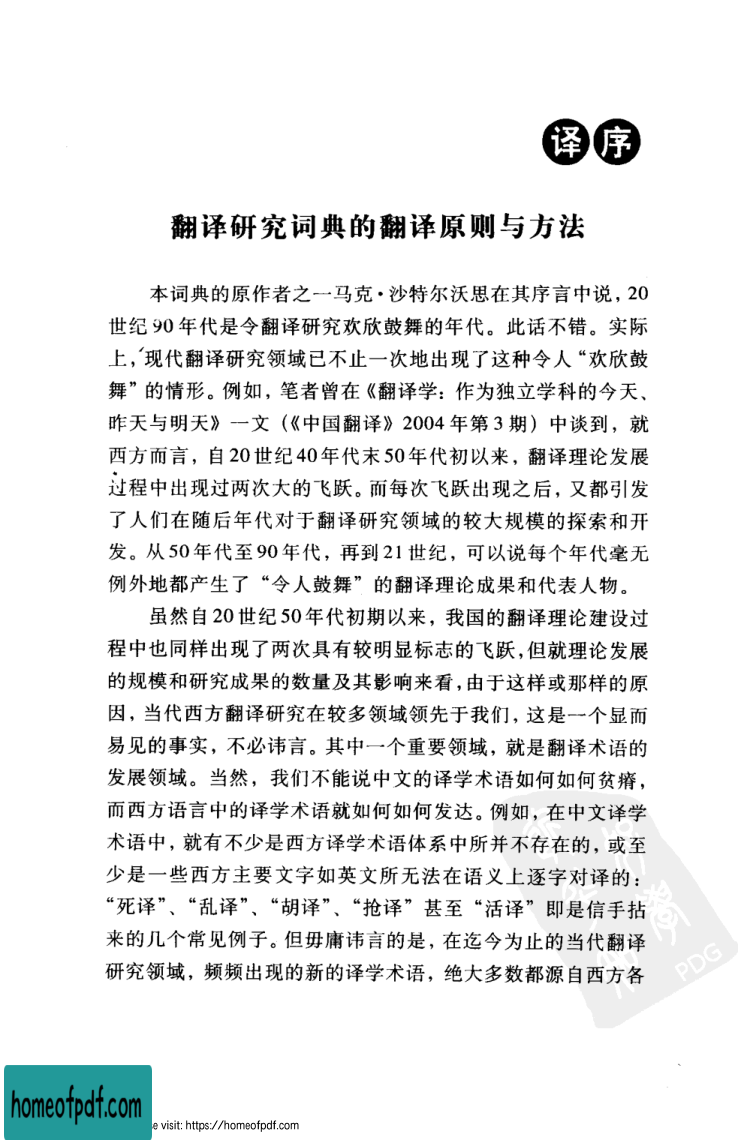 译序
翻译研究词典的翻译原则与方法
本词典的原作者之一马克·沙特尔沃思在其序言中说，20
世纪90年代是令翻译研究欢欣鼓舞的年代。此话不错。实际
上，现代翻译研究领域已不止一次地出现了这种令人“欢欣鼓
舞”的情形。例如，笔者曾在《翻译学：作为独立学科的今天、
昨天与明天》一文（《中国翻译》2004年第3期）中谈到，就
西方而言，自20世纪40年代末50年代初以来，翻译理论发展
过程中出现过两次大的飞跃。而每次飞跃出现之后，又都引发
了人们在随后年代对于翻译研究领域的较大规模的探索和开
发。从50年代至90年代，再到21世纪，可以说每个年代毫无
例外地都产生了“令人鼓舞”的翻译理论成果和代表人物。
虽然自20世纪50年代初期以来，我国的翻译理论建设过
程中也同样出现了两次具有较明显标志的飞跃，但就理论发展
的规模和研究成果的数量及其影响来看，由于这样或那样的原
因，当代西方翻译研究在较多领域领先于我们，这是一个显而
易见的事实，不必讳言。其中一个重要领域，就是翻译术语的
发展领域。当然，我们不能说中文的译学术语如何如何贫瘠，
而西方语言中的译学术语就如何如何发达。例如，在中文译学
术语中，就有不少是西方译学术语体系中所并不存在的，或至
少是一些西方主要文字如英文所无法在语义上逐字对译的：
“死译”、“乱译”、“胡译”、“抢译”甚至“活译”即是信手拈
来的几个常见例子。但毋庸讳言的是，在迄今为止的当代翻译
研究领域，频频出现的新的译学术语，绝大多数都源自西方各
PDG
homeofpdf.com
e visit: https://homeofpdf.com